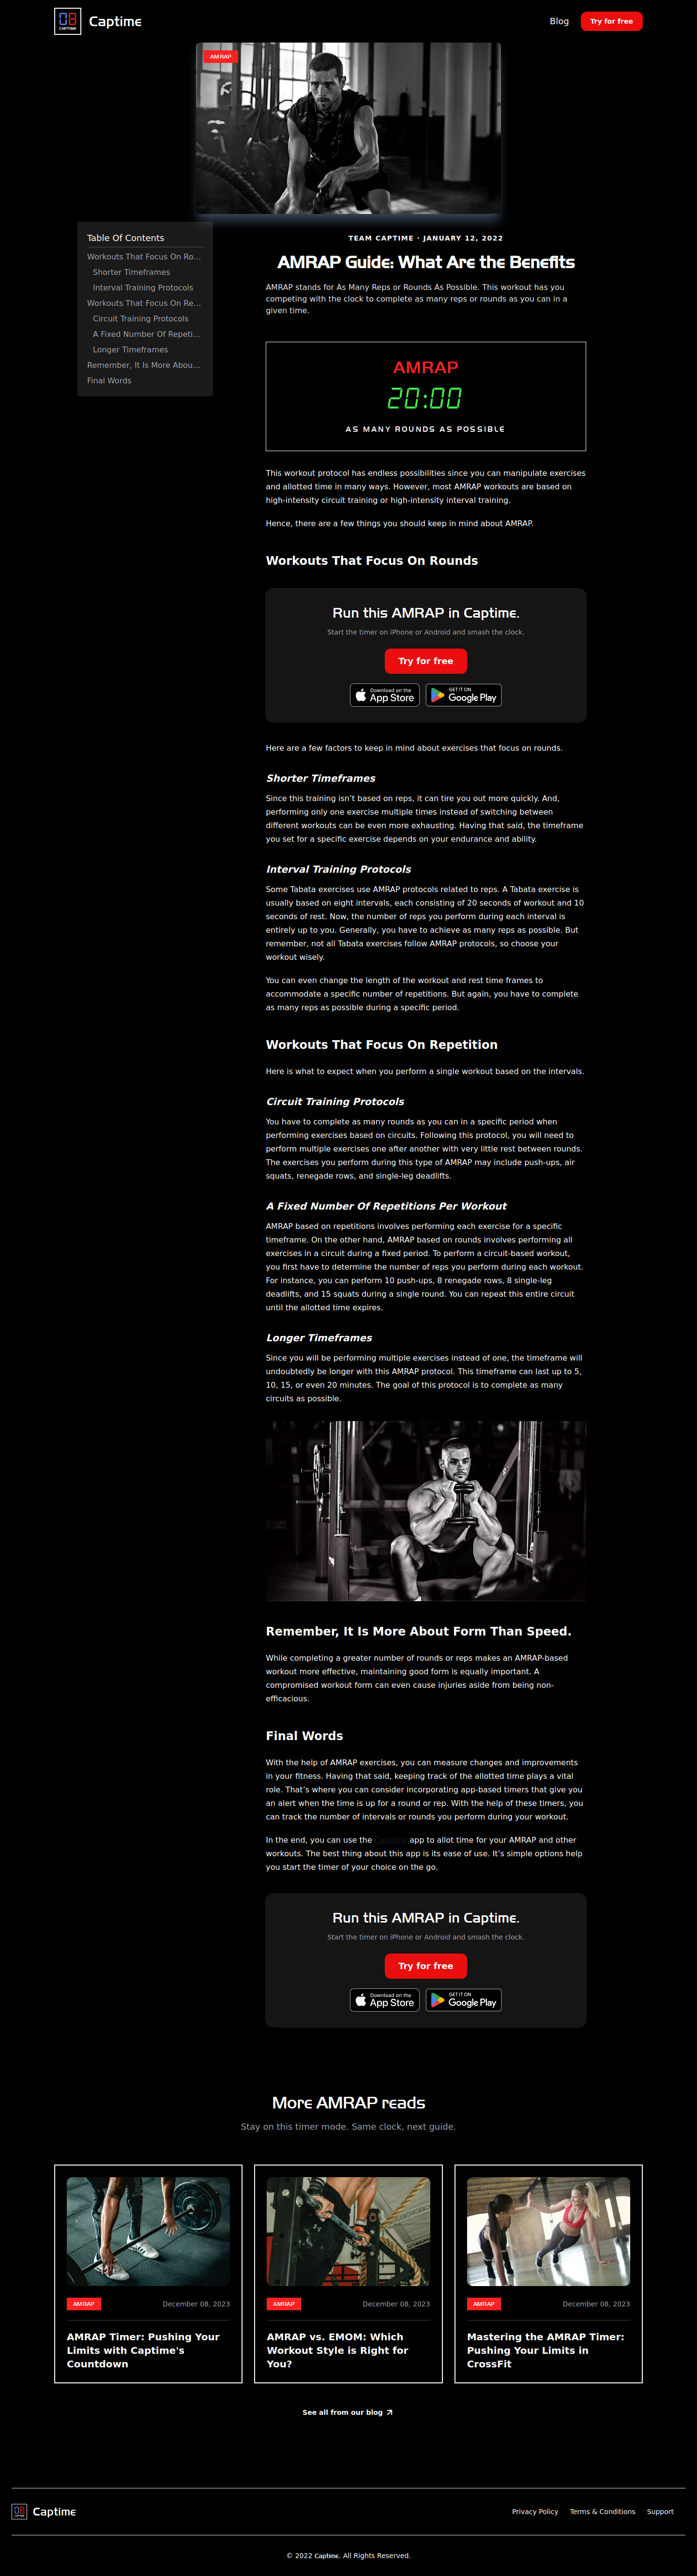 08
CAPTIME
Captime
Blog
Try for free
AMRAP
Table Of Contents
Workouts That Focus On Ro...
Shorter Timeframes
Interval Training Protocols
Workouts That Focus On Re...
Circuit Training Protocols
A Fixed Number Of Repeti...
Longer Timeframes
Remember, It Is More Abou...
Final Words
TEAM CAPTIME · JANUARY 12, 2022
AMRAP Guide: What Are the Benefits
AMRAP stands for As Many Reps or Rounds As Possible. This workout has you
competing with the clock to complete as many reps or rounds as you can in a
given time.
AMRAP
20:00
AS MANY ROUNDS AS POSSIBLE
This workout protocol has endless possibilities since you can manipulate exercises
and allotted time in many ways. However, most AMRAP workouts are based on
high-intensity circuit training or high-intensity interval training.
Hence, there are a few things you should keep in mind about AMRAP.
Workouts That Focus On Rounds
Run this AMRAP in Captime.
Start the timer on iPhone or Android and smash the clock.
Try for free
Download on the
App Store
GET IT ON
Google Play
Here are a few factors to keep in mind about exercises that focus on rounds.
Shorter Timeframes
Since this training isn’t based on reps, it can tire you out more quickly. And,
performing only one exercise multiple times instead of switching between
different workouts can be even more exhausting. Having that said, the timeframe
you set for a specific exercise depends on your endurance and ability.
Interval Training Protocols
Some Tabata exercises use AMRAP protocols related to reps. A Tabata exercise is
usually based on eight intervals, each consisting of 20 seconds of workout and 10
seconds of rest. Now, the number of reps you perform during each interval is
entirely up to you. Generally, you have to achieve as many reps as possible. But
remember, not all Tabata exercises follow AMRAP protocols, so choose your
workout wisely.
You can even change the length of the workout and rest time frames to
accommodate a specific number of repetitions. But again, you have to complete
as many reps as possible during a specific period.
Workouts That Focus On Repetition
Here is what to expect when you perform a single workout based on the intervals.
Circuit Training Protocols
You have to complete as many rounds as you can in a specific period when
performing exercises based on circuits. Following this protocol, you will need to
perform multiple exercises one after another with very little rest between rounds.
The exercises you perform during this type of AMRAP may include push-ups, air
squats, renegade rows, and single-leg deadlifts.
A Fixed Number Of Repetitions Per Workout
AMRAP based on repetitions involves performing each exercise for a specific
timeframe. On the other hand, AMRAP based on rounds involves performing all
exercises in a circuit during a fixed period. To perform a circuit-based workout,
you first have to determine the number of reps you perform during each workout.
For instance, you can perform 10 push-ups, 8 renegade rows, 8 single-leg
deadlifts, and 15 squats during a single round. You can repeat this entire circuit
until the allotted time expires.
Longer Timeframes
Since you will be performing multiple exercises instead of one, the timeframe will
undoubtedly be longer with this AMRAP protocol. This timeframe can last up to 5,
10, 15, or even 20 minutes. The goal of this protocol is to complete as many
circuits as possible.
Remember, It Is More About Form Than Speed.
While completing a greater number of rounds or reps makes an AMRAP-based
workout more effective, maintaining good form is equally important. A
compromised workout form can even cause injuries aside from being non-
efficacious.
Final Words
With the help of AMRAP exercises, you can measure changes and improvements
in your fitness. Having that said, keeping track of the allotted time plays a vital
role. That’s where you can consider incorporating app-based timers that give you
an alert when the time is up for a round or rep. With the help of these timers, you
can track the number of intervals or rounds you perform during your workout.
In the end, you can use the Captime app to allot time for your AMRAP and other
workouts. The best thing about this app is its ease of use. It’s simple options help
you start the timer of your choice on the go.
Run this AMRAP in Captime.
Start the timer on iPhone or Android and smash the clock.
Try for free
Download on the
App Store
GET IT ON
Google Play
More AMRAP reads
Stay on this timer mode. Same clock, next guide.
AMRAP
December 08, 2023
AMRAP Timer: Pushing Your
Limits with Captime's
Countdown
AMRAP
December 08, 2023
AMRAP vs. EMOM: Which
Workout Style is Right for
You?
AMRAP
December 08, 2023
Mastering the AMRAP Timer:
Pushing Your Limits in
CrossFit
See all from our blog
08
Captime
Privacy Policy
Terms & Conditions
Support
© 2022 Captime. All Rights Reserved.